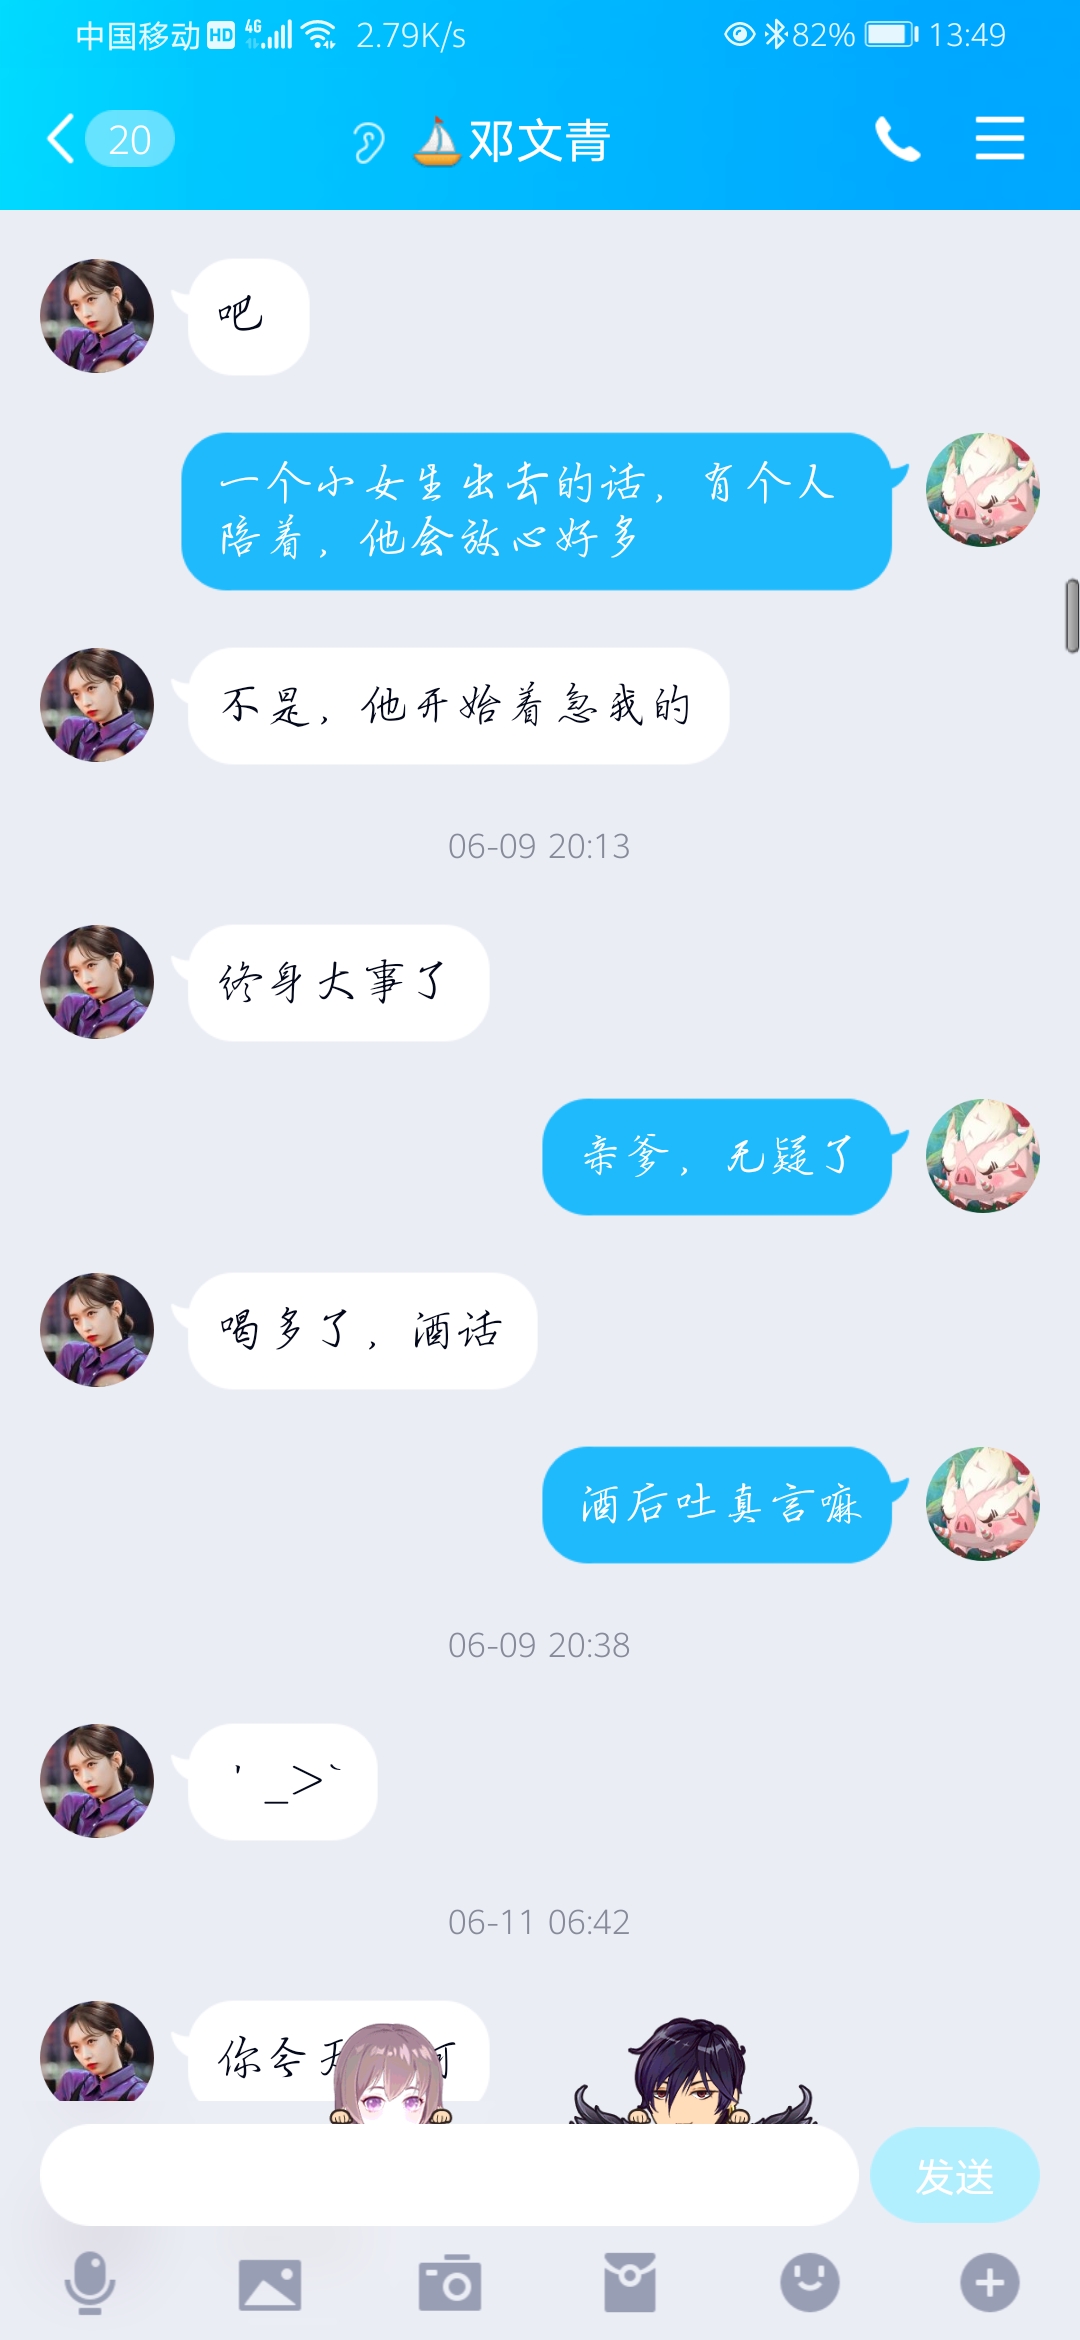 中国移动 HD 4G 2.79K/s 82% 13:49
20 邓文青
吧
一个小女生出去的话，有个人
陪着，他会放心好多
不是，他开始着急我的
06-09 20:13
终身大事了
亲爹，无疑了
喝多了，酒话
酒后吐真言嘛
06-09 20:38
' _>`
06-11 06:42
你今天
发送